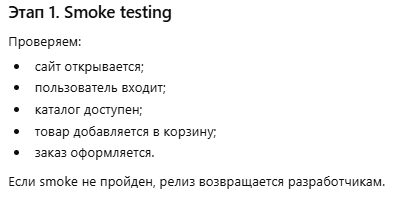 Этап 1. Smoke testing
Проверяем:
• сайт открывается;
• пользователь входит;
• каталог доступен;
• товар добавляется в корзину;
• заказ оформляется.
Если smoke не пройден, релиз возвращается разработчикам.